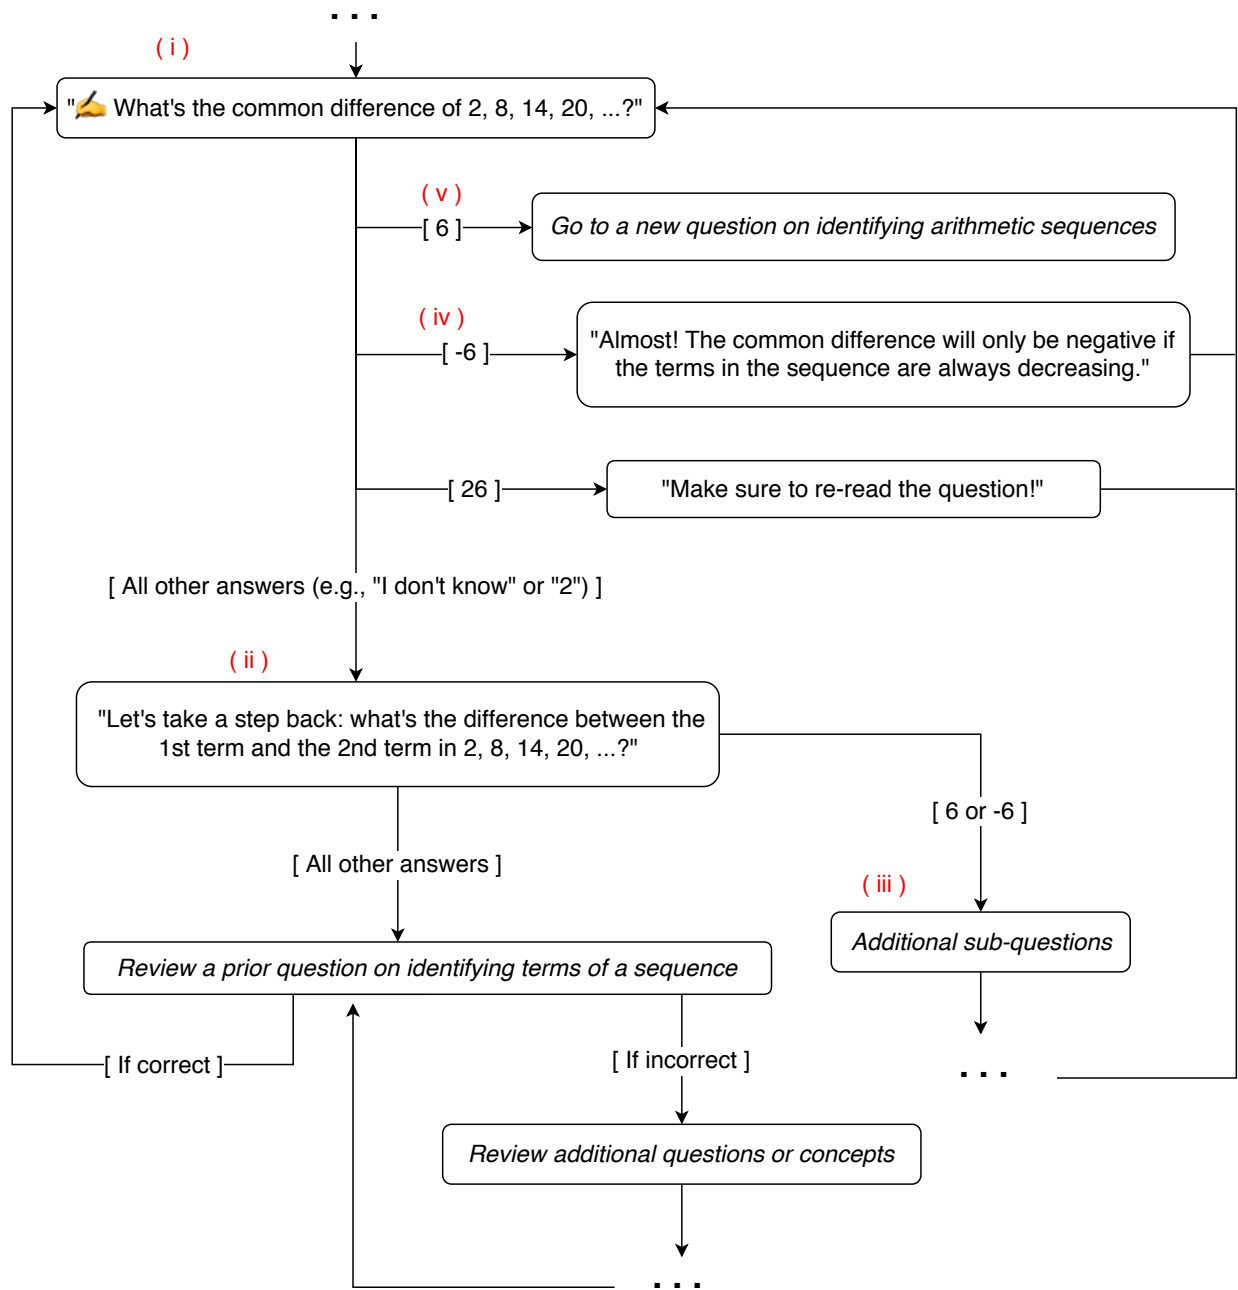 ...
( i )
"✍️ What's the common difference of 2, 8, 14, 20, ...?"
( v )
[ 6 ]
Go to a new question on identifying arithmetic sequences
( iv )
[ -6 ]
"Almost! The common difference will only be negative if
the terms in the sequence are always decreasing."
[ 26 ]
"Make sure to re-read the question!"
[ All other answers (e.g., "I don't know" or "2") ]
( ii )
"Let's take a step back: what's the difference between the
1st term and the 2nd term in 2, 8, 14, 20, ...?"
[ 6 or -6 ]
[ All other answers ]
( iii )
Additional sub-questions
Review a prior question on identifying terms of a sequence
[ If correct ]
[ If incorrect ]
...
Review additional questions or concepts
...